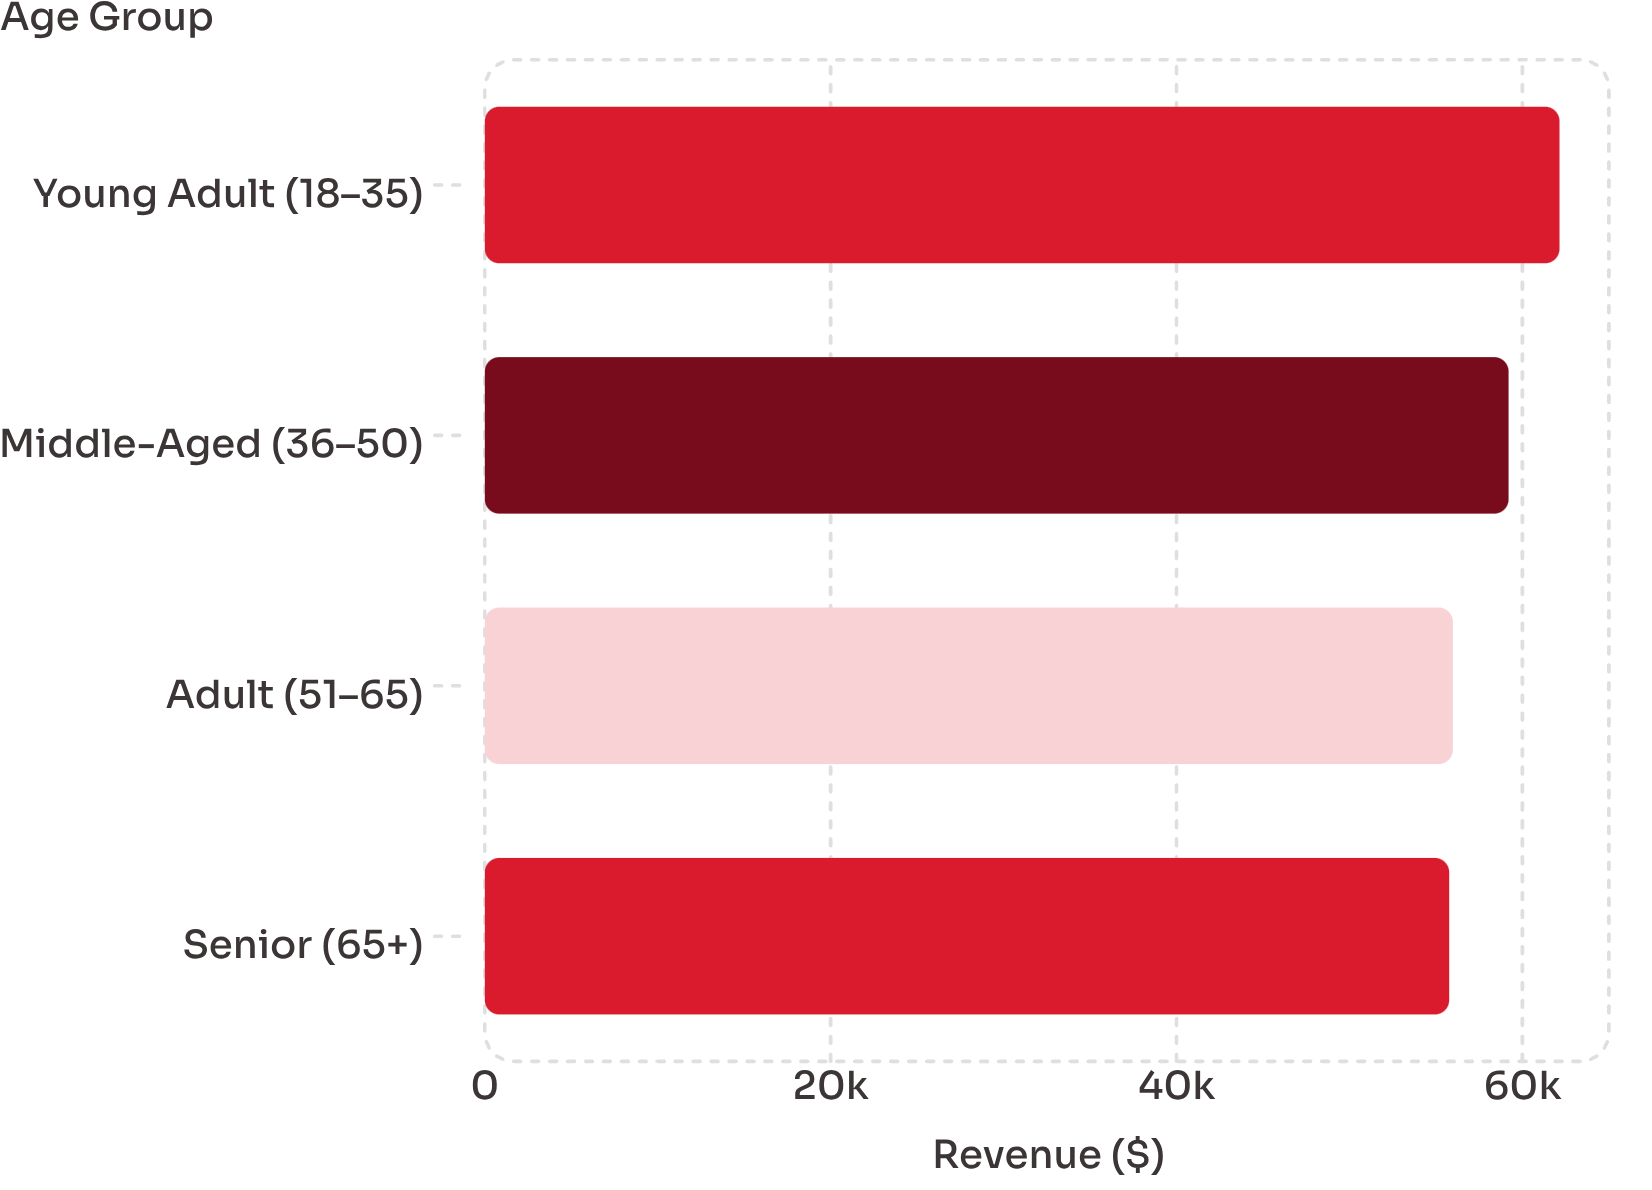 Age Group
Young Adult (18–35)
Middle-Aged (36–50)
Adult (51–65)
Senior (65+)
0 20k 40k 60k
Revenue ($)